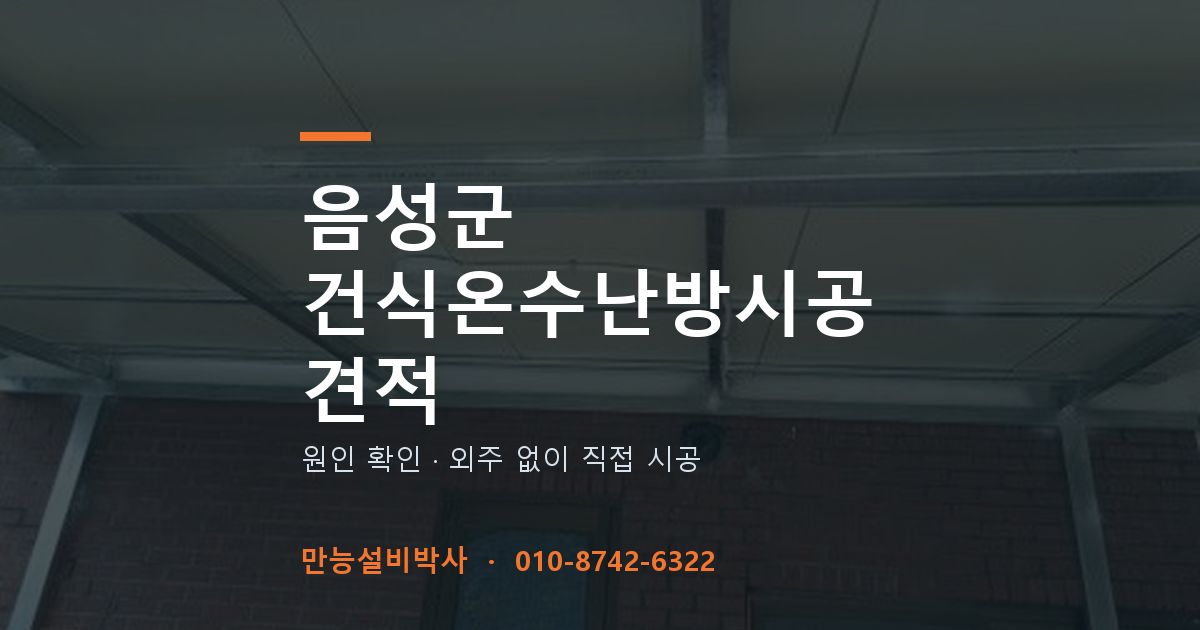 음성군
건식온수난방시공
견적
원인 확인 · 외주 없이 직접 시공
만능설비박사 · 010-8742-6322